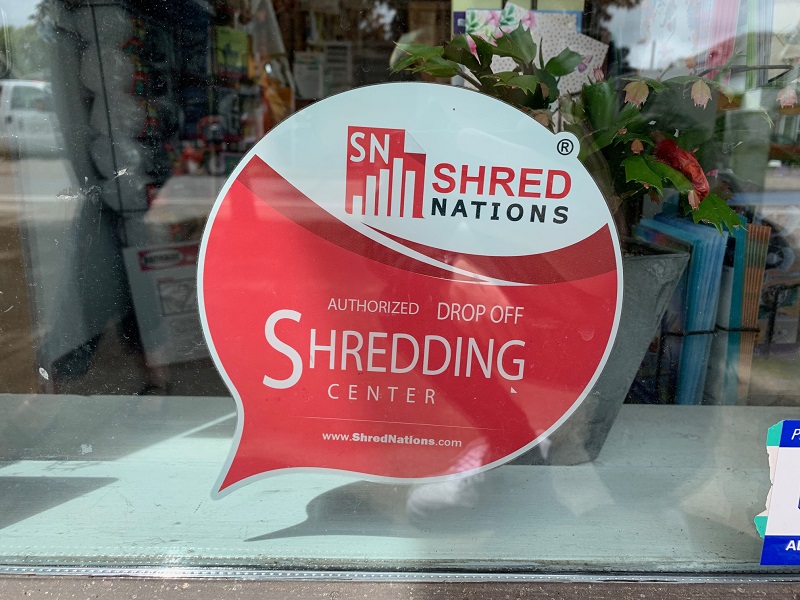 SN
SHRED
NATIONS
®
AUTHORIZED DROP OFF
SHREDDING
CENTER
www.ShredNations.com